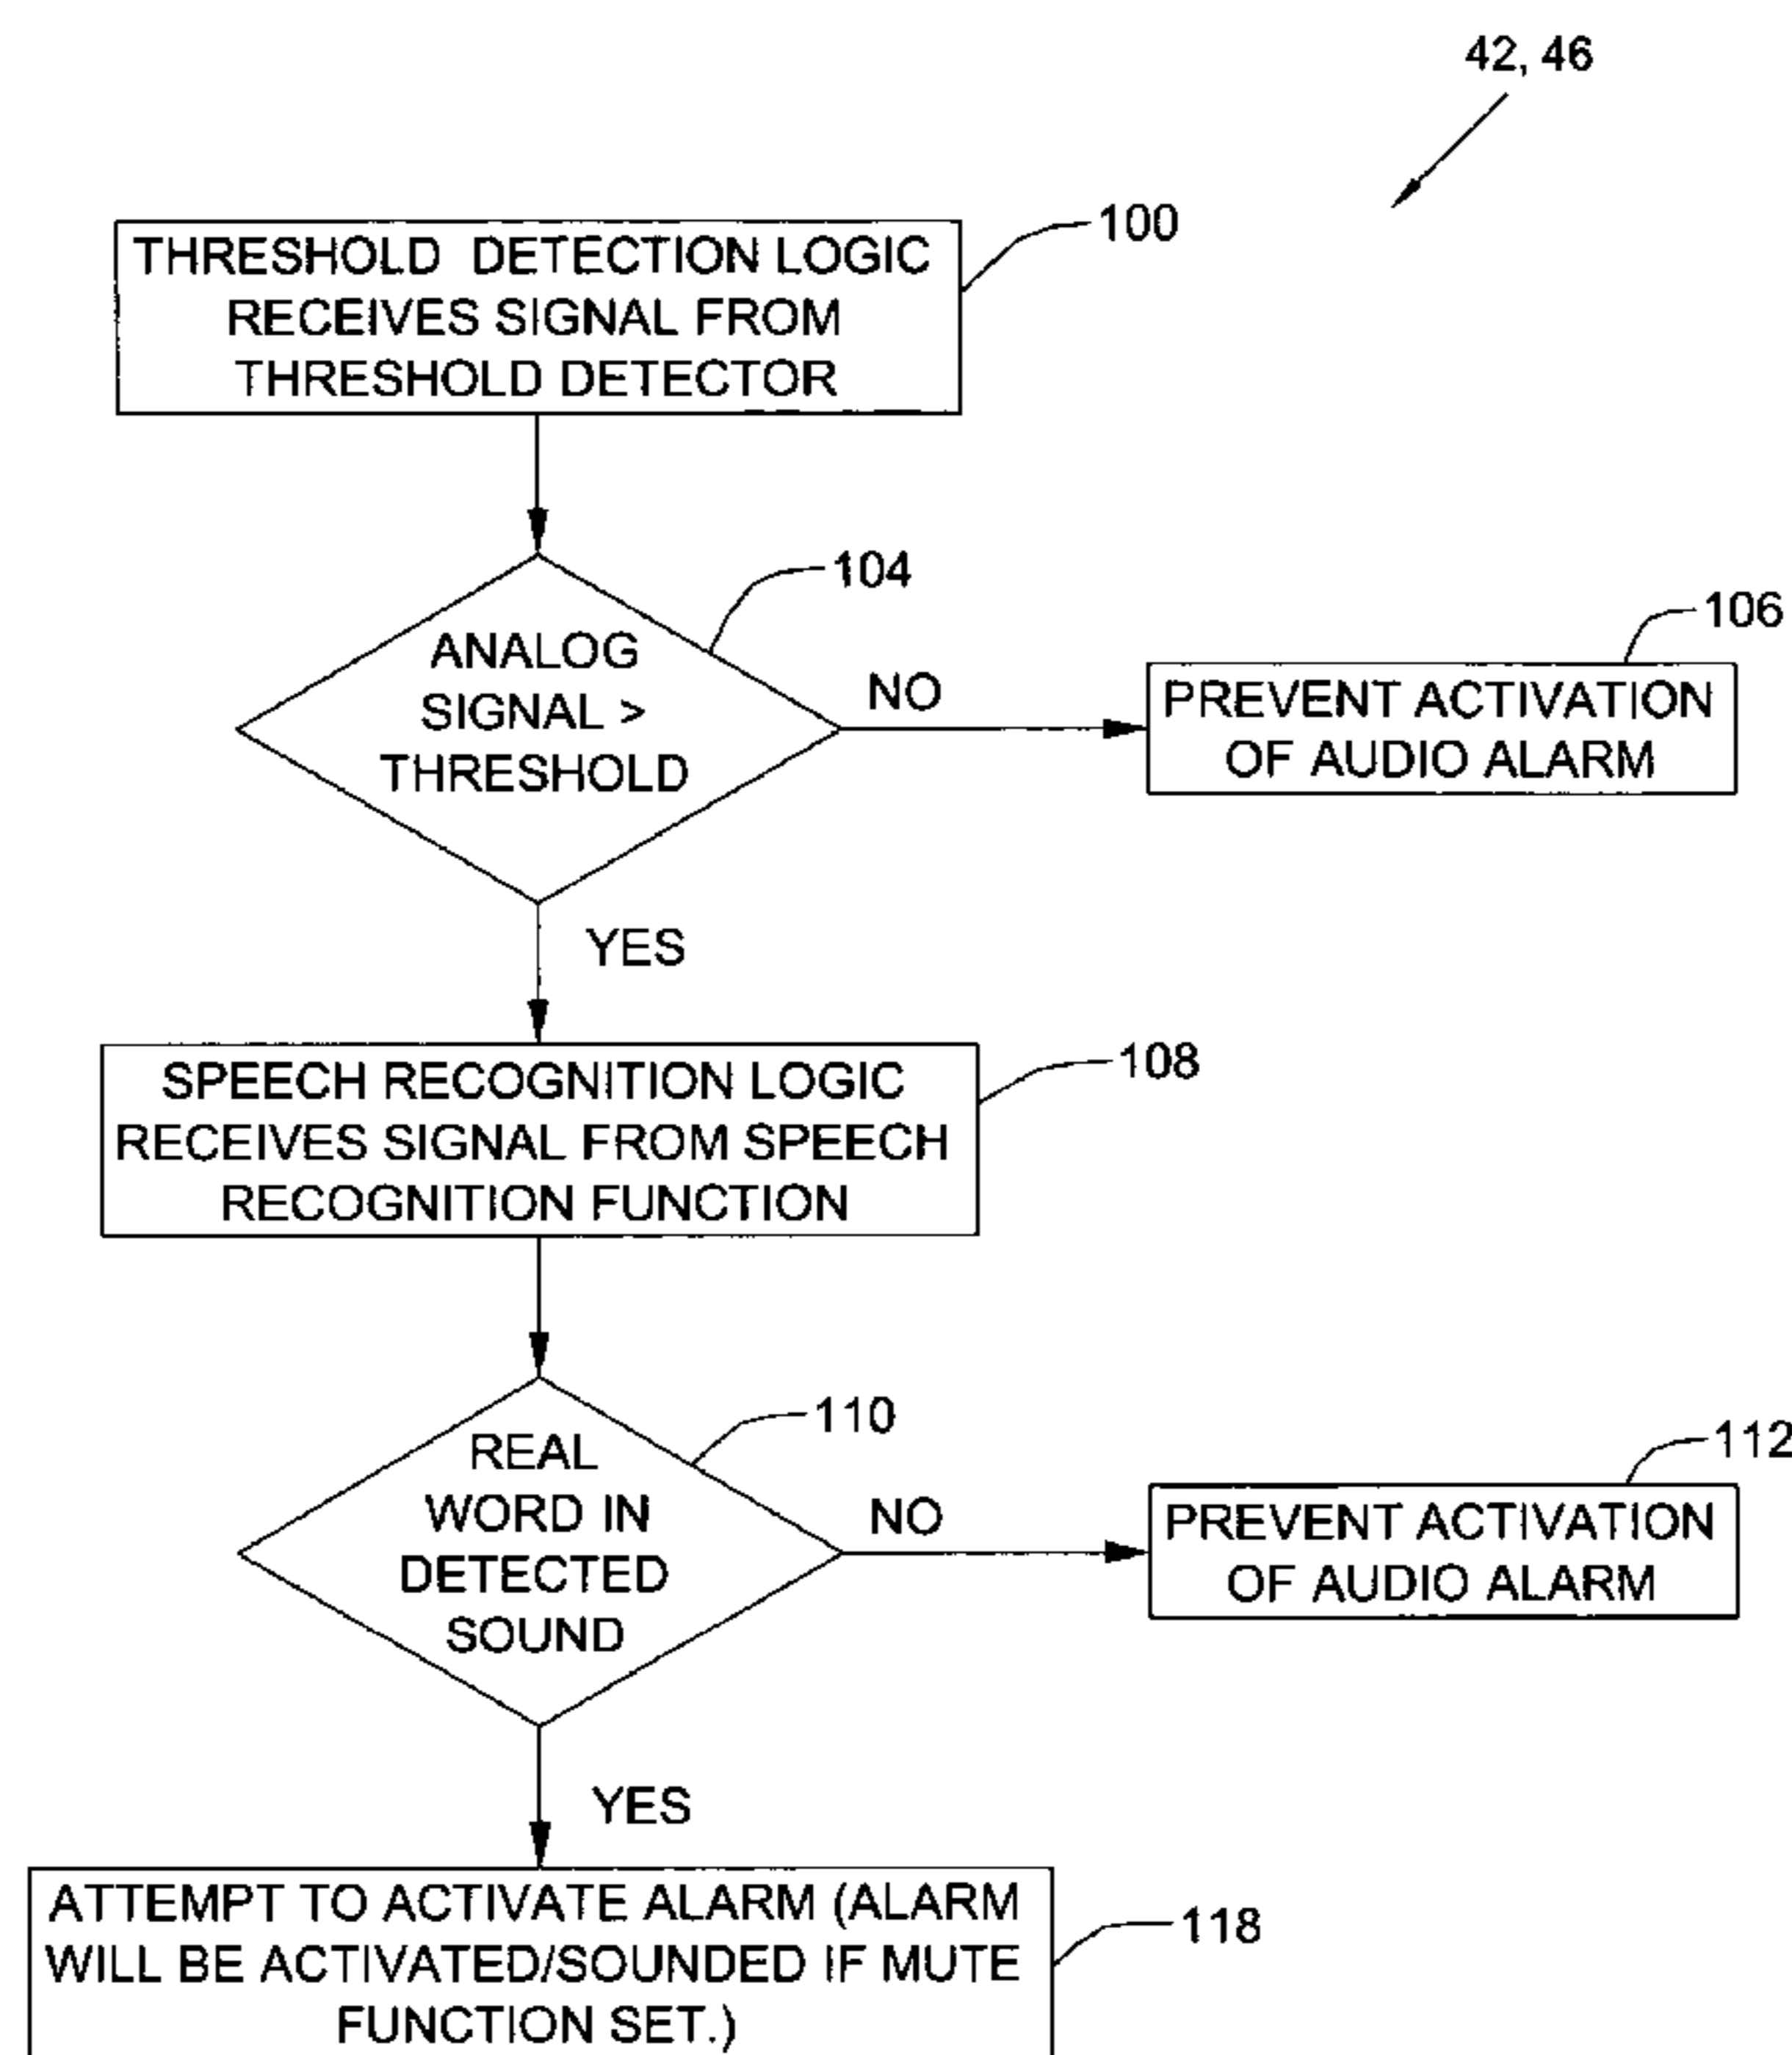 42, 46
100
THRESHOLD DETECTION LOGIC
RECEIVES SIGNAL FROM
THRESHOLD DETECTOR
104
ANALOG
SIGNAL >
THRESHOLD
NO
106
PREVENT ACTIVATION
OF AUDIO ALARM
YES
108
SPEECH RECOGNITION LOGIC
RECEIVES SIGNAL FROM SPEECH
RECOGNITION FUNCTION
110
REAL
WORD IN
DETECTED
SOUND
NO
112
PREVENT ACTIVATION
OF AUDIO ALARM
YES
118
ATTEMPT TO ACTIVATE ALARM (ALARM
WILL BE ACTIVATED/SOUNDED IF MUTE
FUNCTION SET.)